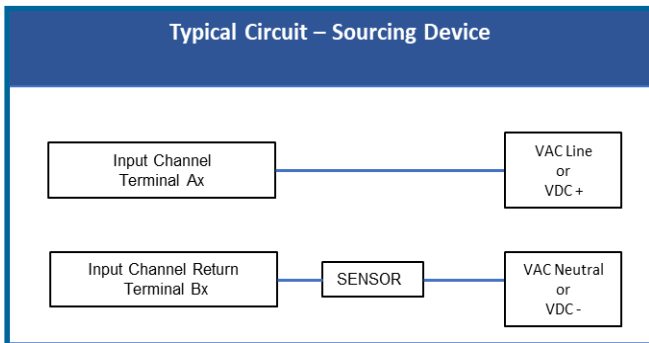 Typical Circuit – Sourcing Device
Input Channel
Terminal Ax
VAC Line
or
VDC +
Input Channel Return
Terminal Bx
SENSOR
VAC Neutral
or
VDC -